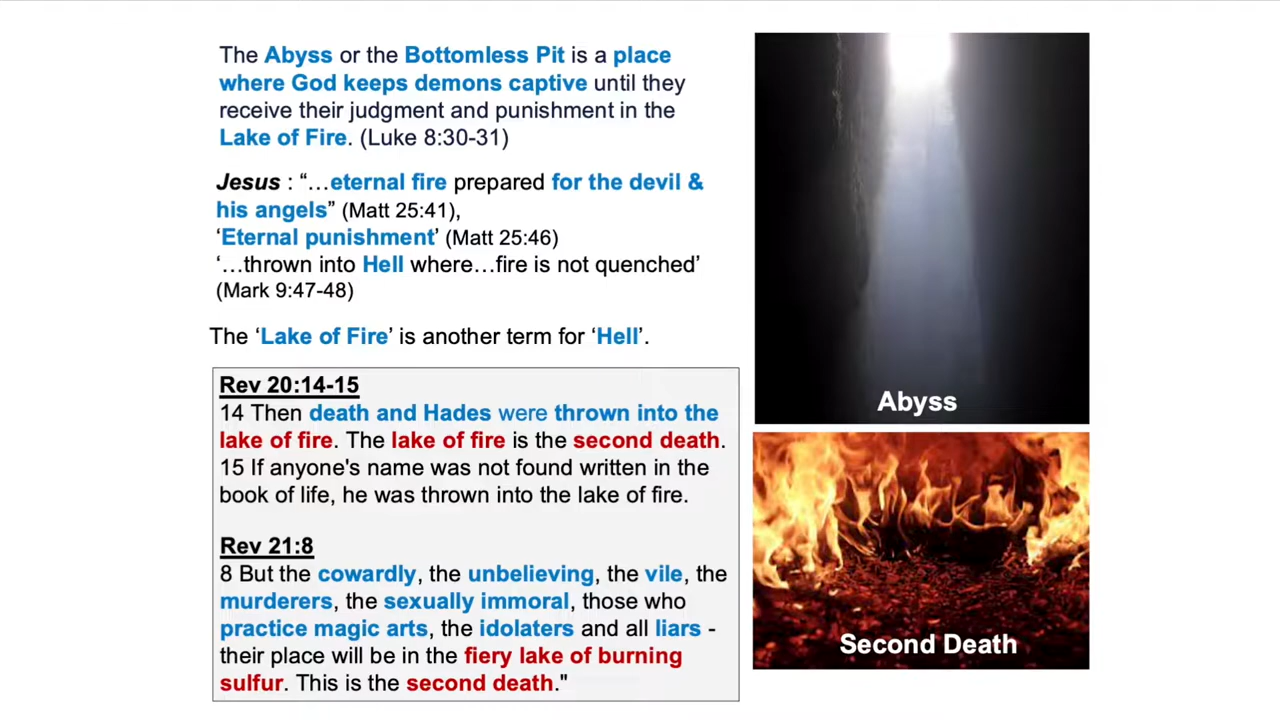 The Abyss or the Bottomless Pit is a place
where God keeps demons captive until they
receive their judgment and punishment in the
Lake of Fire. (Luke 8:30-31)
Jesus : “…eternal fire prepared for the devil &
his angels” (Matt 25:41),
‘Eternal punishment’ (Matt 25:46)
‘…thrown into Hell where…fire is not quenched’
(Mark 9:47-48)
The ‘Lake of Fire’ is another term for ‘Hell’.
Rev 20:14-15
14 Then death and Hades were thrown into the
lake of fire. The lake of fire is the second death.
15 If anyone's name was not found written in the
book of life, he was thrown into the lake of fire.
Rev 21:8
8 But the cowardly, the unbelieving, the vile, the
murderers, the sexually immoral, those who
practice magic arts, the idolaters and all liars -
their place will be in the fiery lake of burning
sulfur. This is the second death."
Abyss
Second Death